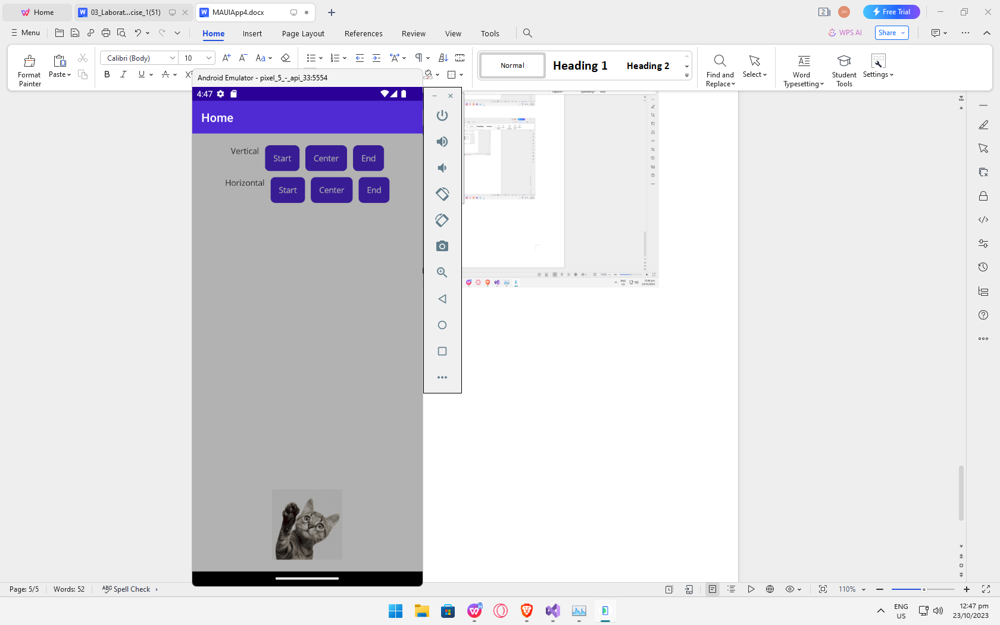 Home
03_Laborat...cise_1(51)
MAUIApp4.docx
2
Jm
Free Trial
Menu
Home
Insert
Page Layout
References
Review
View
Tools
WPS AI
Share
Format
Painter
Paste
Calibri (Body)
10
Normal
Heading 1
Heading 2
Find and
Replace
Select
Word
Typesetting
Student
Tools
Settings
Android Emulator - pixel_5_-_api_33:5554
4:47
Home
Vertical
Start
Center
End
Horizontal
Start
Center
End
Page: 5/5
Words: 52
Spell Check
110%
ENG
US
12:47 pm
23/10/2023